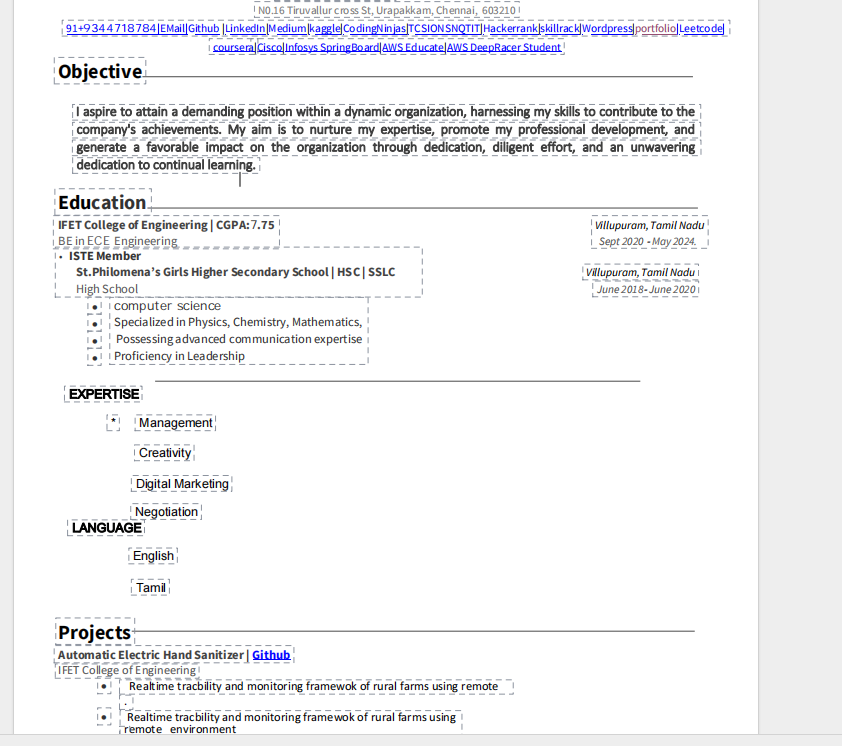 N0.16 Tiruvallur cross St, Urapakkam, Chennai, 603210
91+9344718784|EMail|Github |LinkedIn|Medium|kaggle|CodingNinjas|TCSIONSNQTIT|Hackerrank|skillrack|Wordpress|portfolio|Leetcode|
coursera|Cisco|Infosys SpringBoard|AWS Educate|AWS DeepRacer Student
Objective
I aspire to attain a demanding position within a dynamic organization, harnessing my skills to contribute to the
company's achievements. My aim is to nurture my expertise, promote my professional development, and
generate a favorable impact on the organization through dedication, diligent effort, and an unwavering
dedication to continual learning.
Education
IFET College of Engineering | CGPA: 7.75 Villupuram, Tamil Nadu
BE in ECE Engineering Sept 2020 - May 2024.
• ISTE Member
St.Philomena's Girls Higher Secondary School | HSC | SSLC Villupuram, Tamil Nadu
High School June 2018- June 2020
• computer science
• Specialized in Physics, Chemistry, Mathematics,
• Possessing advanced communication expertise
• Proficiency in Leadership
EXPERTISE
* Management
Creativity
Digital Marketing
Negotiation
LANGUAGE
English
Tamil
Projects
Automatic Electric Hand Sanitizer | Github
IFET College of Engineering
• Realtime tracbility and monitoring framewok of rural farms using remote
.
• Realtime tracbility and monitoring framewok of rural farms using
remote environment